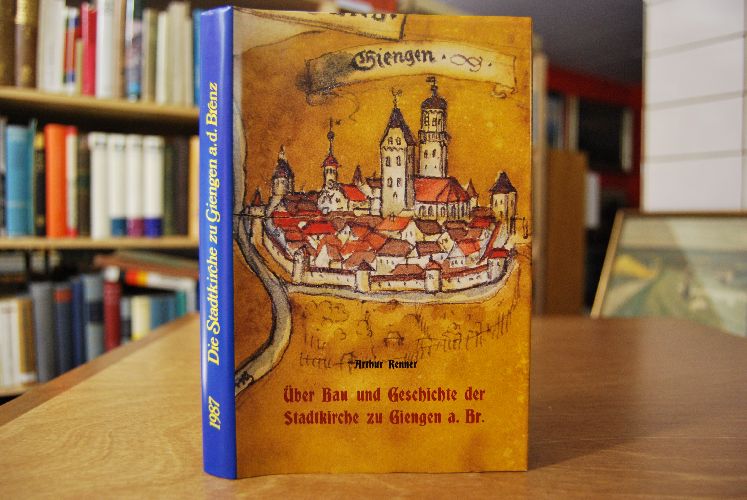 Giengen
Arthur Renner
Über Bau und Geschichte der
Stadtkirche zu Giengen a. Br.
1987 Die Stadtkirche zu Giengen a.d. Brenz